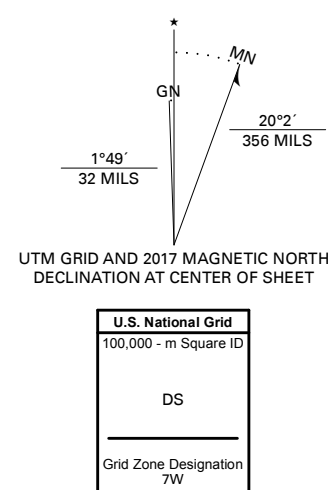 ★
MN
GN
20°2´
356 MILS
1°49´
32 MILS
UTM GRID AND 2017 MAGNETIC NORTH
DECLINATION AT CENTER OF SHEET
U.S. National Grid
100,000 - m Square ID
DS
Grid Zone Designation
7W